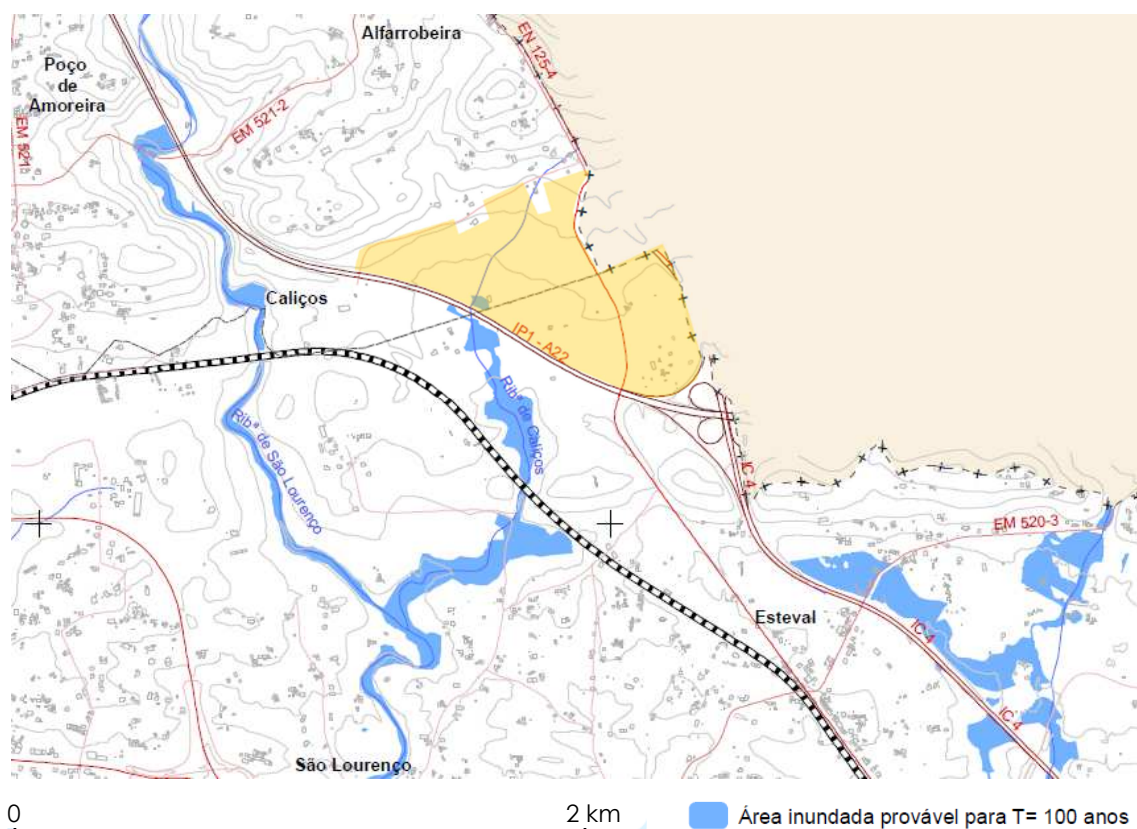 Alfarrobeira
EN 125-4
Poço
de
Amoreira
EM 521-2
EM 521
Caliços
IP1 - A22
Ribª de Caliços
Ribª de São Lourenço
IC 4
EM 520-3
Esteval
IC 4
IC 4
São Lourenço
0
2 km
Área inundada provável para T= 100 anos